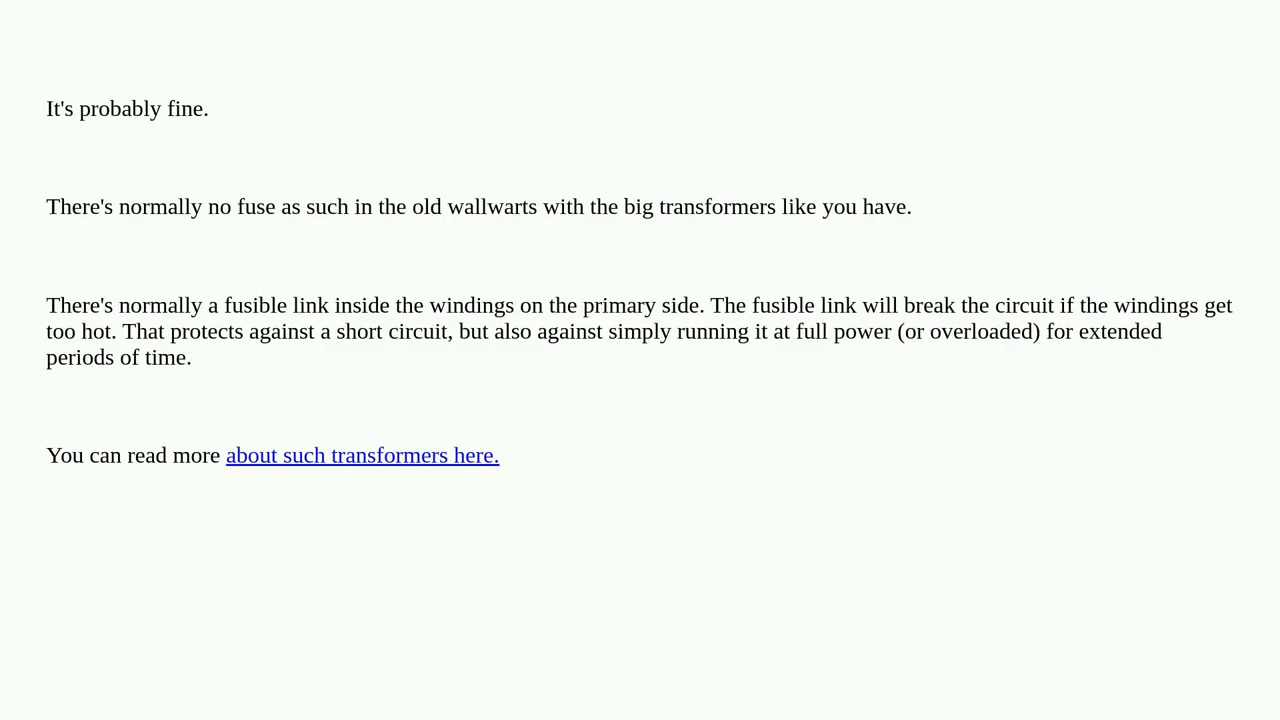 It's probably fine.
There's normally no fuse as such in the old wallwarts with the big transformers like you have.
There's normally a fusible link inside the windings on the primary side. The fusible link will break the circuit if the windings get
too hot. That protects against a short circuit, but also against simply running it at full power (or overloaded) for extended
periods of time.
You can read more about such transformers here.